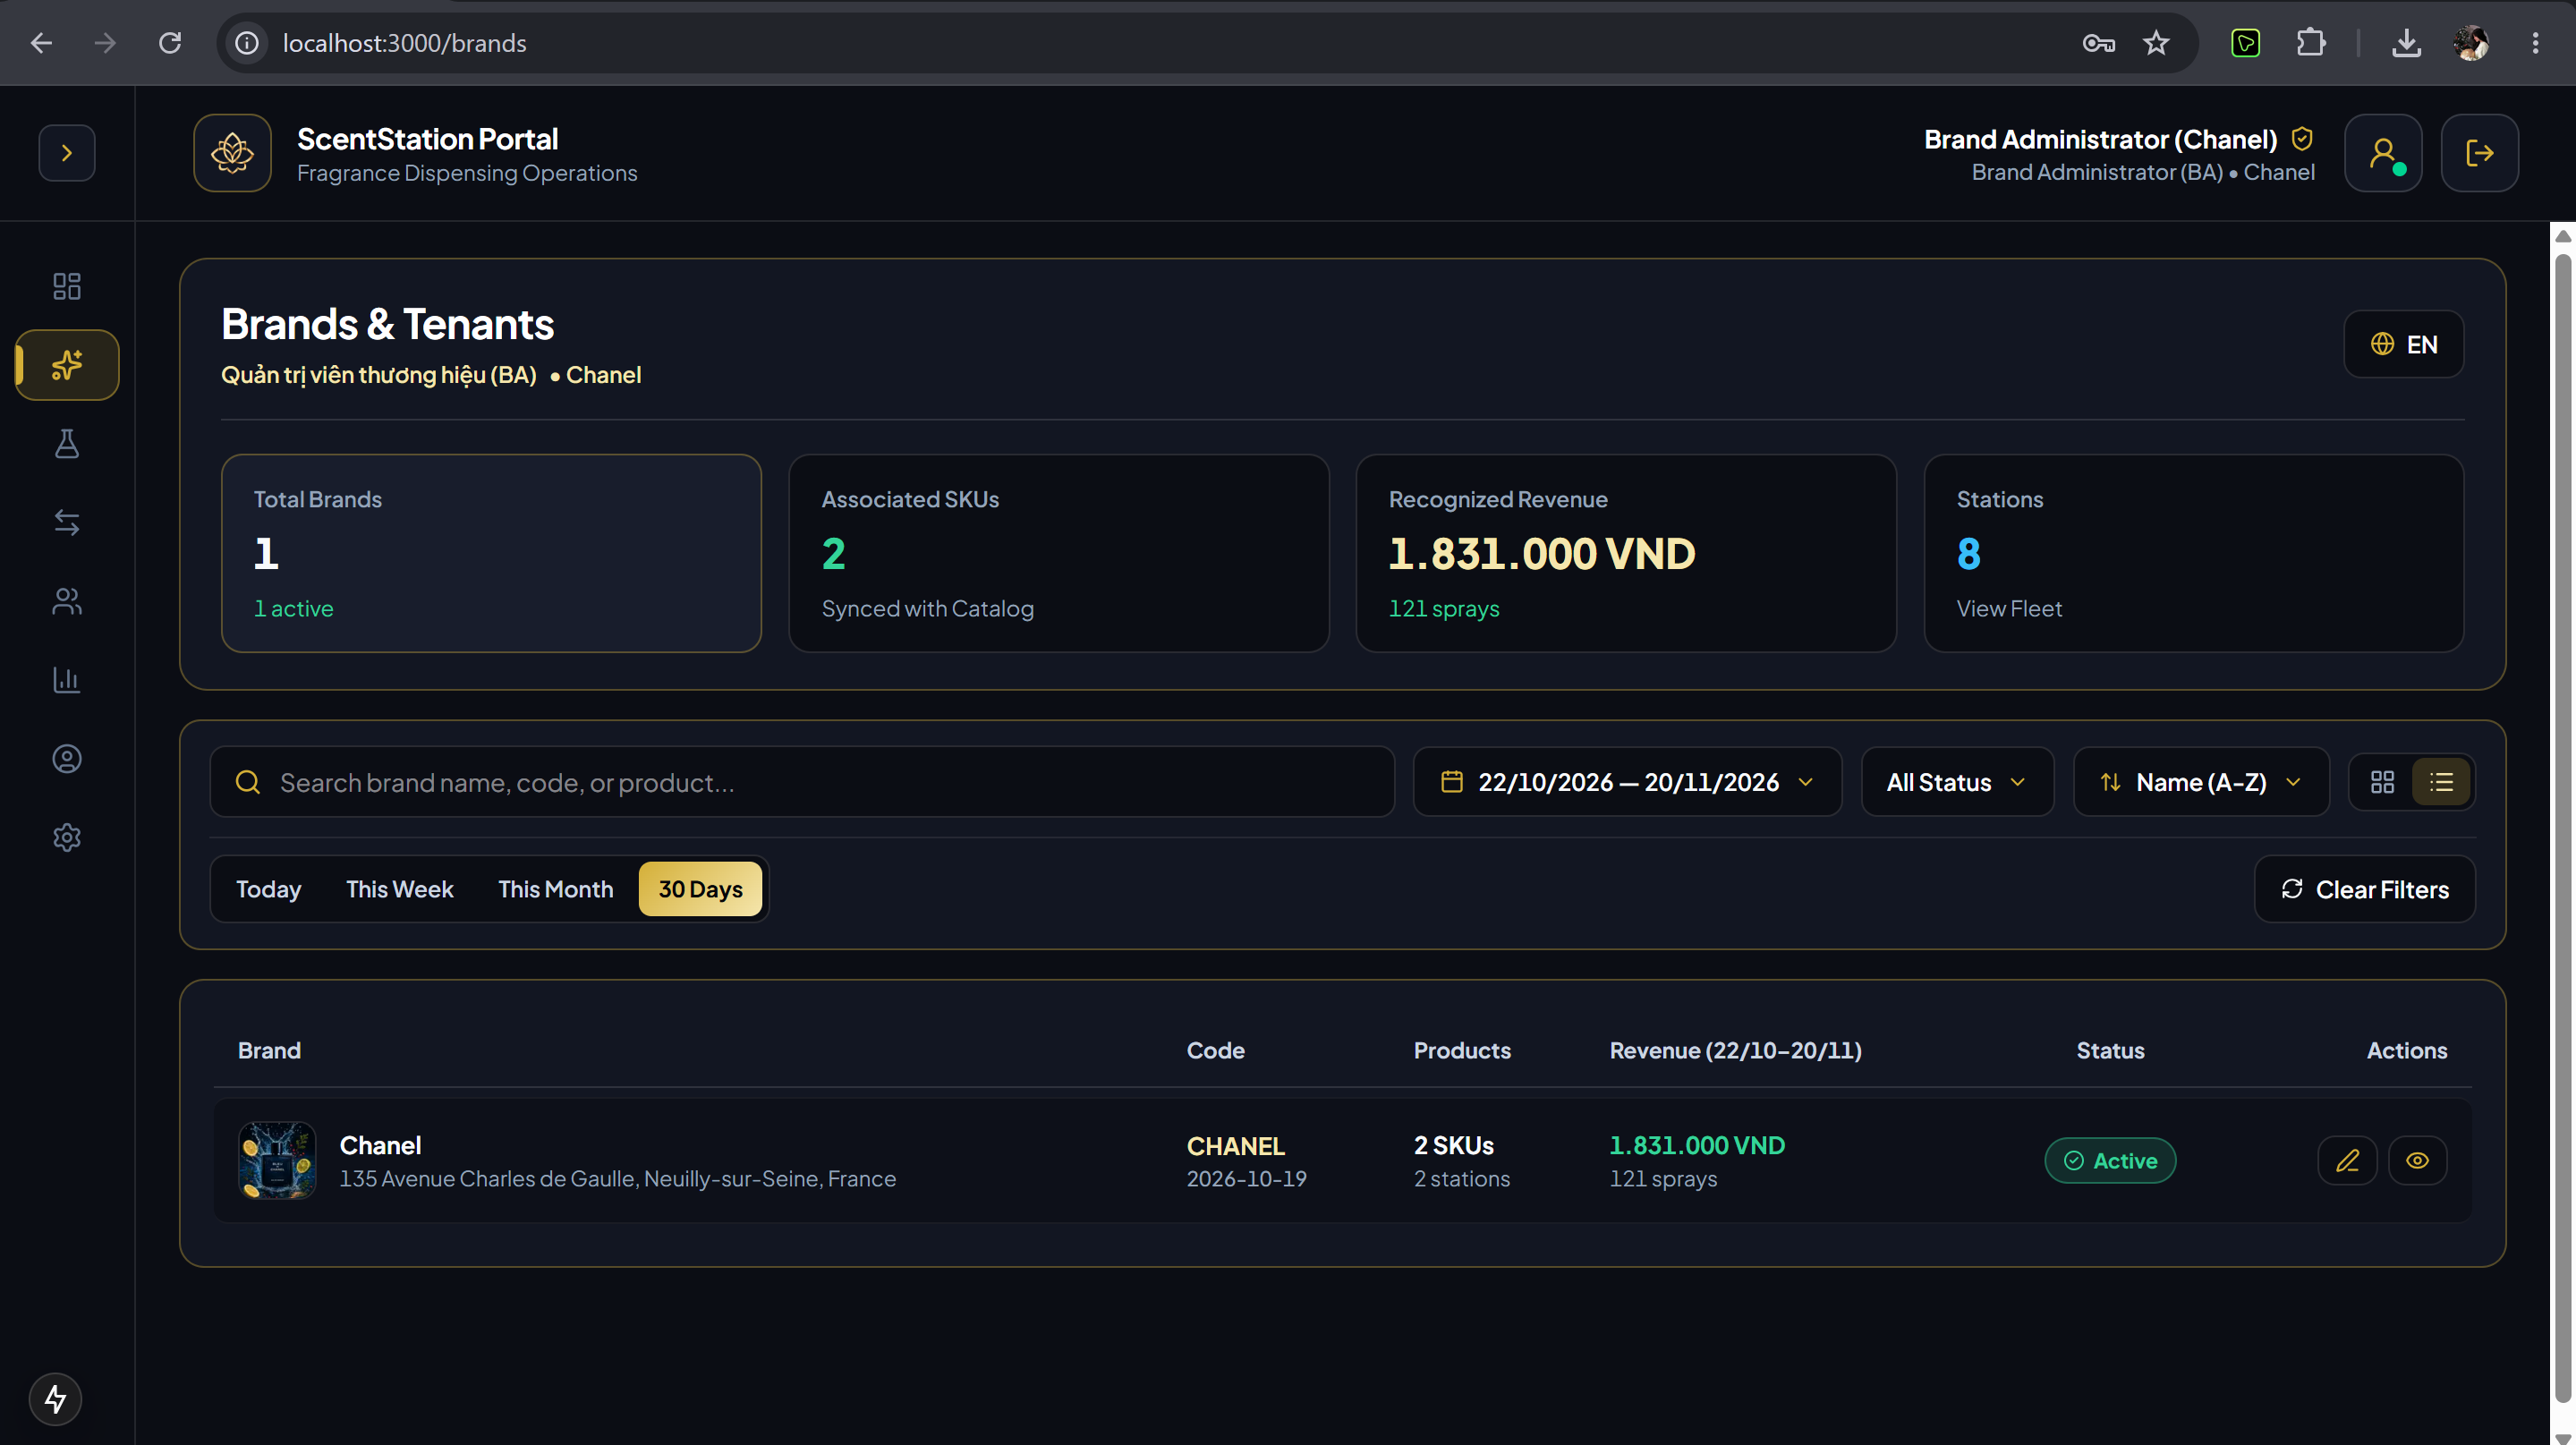 localhost:3000/brands
ScentStation Portal
Fragrance Dispensing Operations
Brand Administrator (Chanel)
Brand Administrator (BA) • Chanel
Brands & Tenants
Quản trị viên thương hiệu (BA) • Chanel
EN
Total Brands
1
1 active
Associated SKUs
2
Synced with Catalog
Recognized Revenue
1.831.000 VND
121 sprays
Stations
8
View Fleet
Search brand name, code, or product...
22/10/2026 — 20/11/2026
All Status
Name (A-Z)
Today
This Week
This Month
30 Days
Clear Filters
Brand
Code
Products
Revenue (22/10–20/11)
Status
Actions
Chanel
135 Avenue Charles de Gaulle, Neuilly-sur-Seine, France
CHANEL
2026-10-19
2 SKUs
2 stations
1.831.000 VND
121 sprays
Active